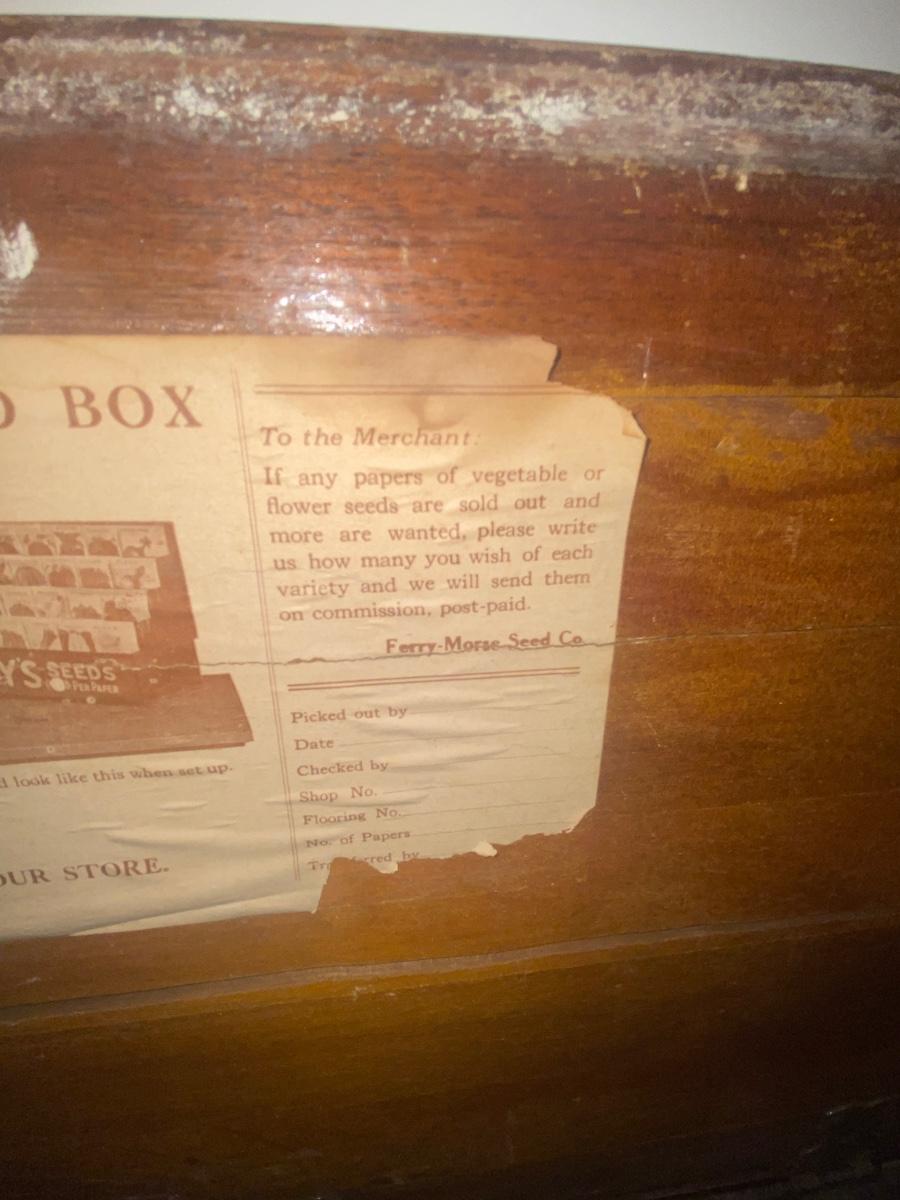 BOX
To the Merchant:
If any papers of vegetable or
flower seeds are sold out and
more are wanted, please write
us how many you wish of each
variety and we will send them
on commission, post-paid.
Ferry-Morse Seed Co.
Y'S SEEDS
PER PAPER
look like this when set up.
OUR STORE.
Picked out by
Date
Checked by
Shop No.
Flooring No.
No. of Papers
by